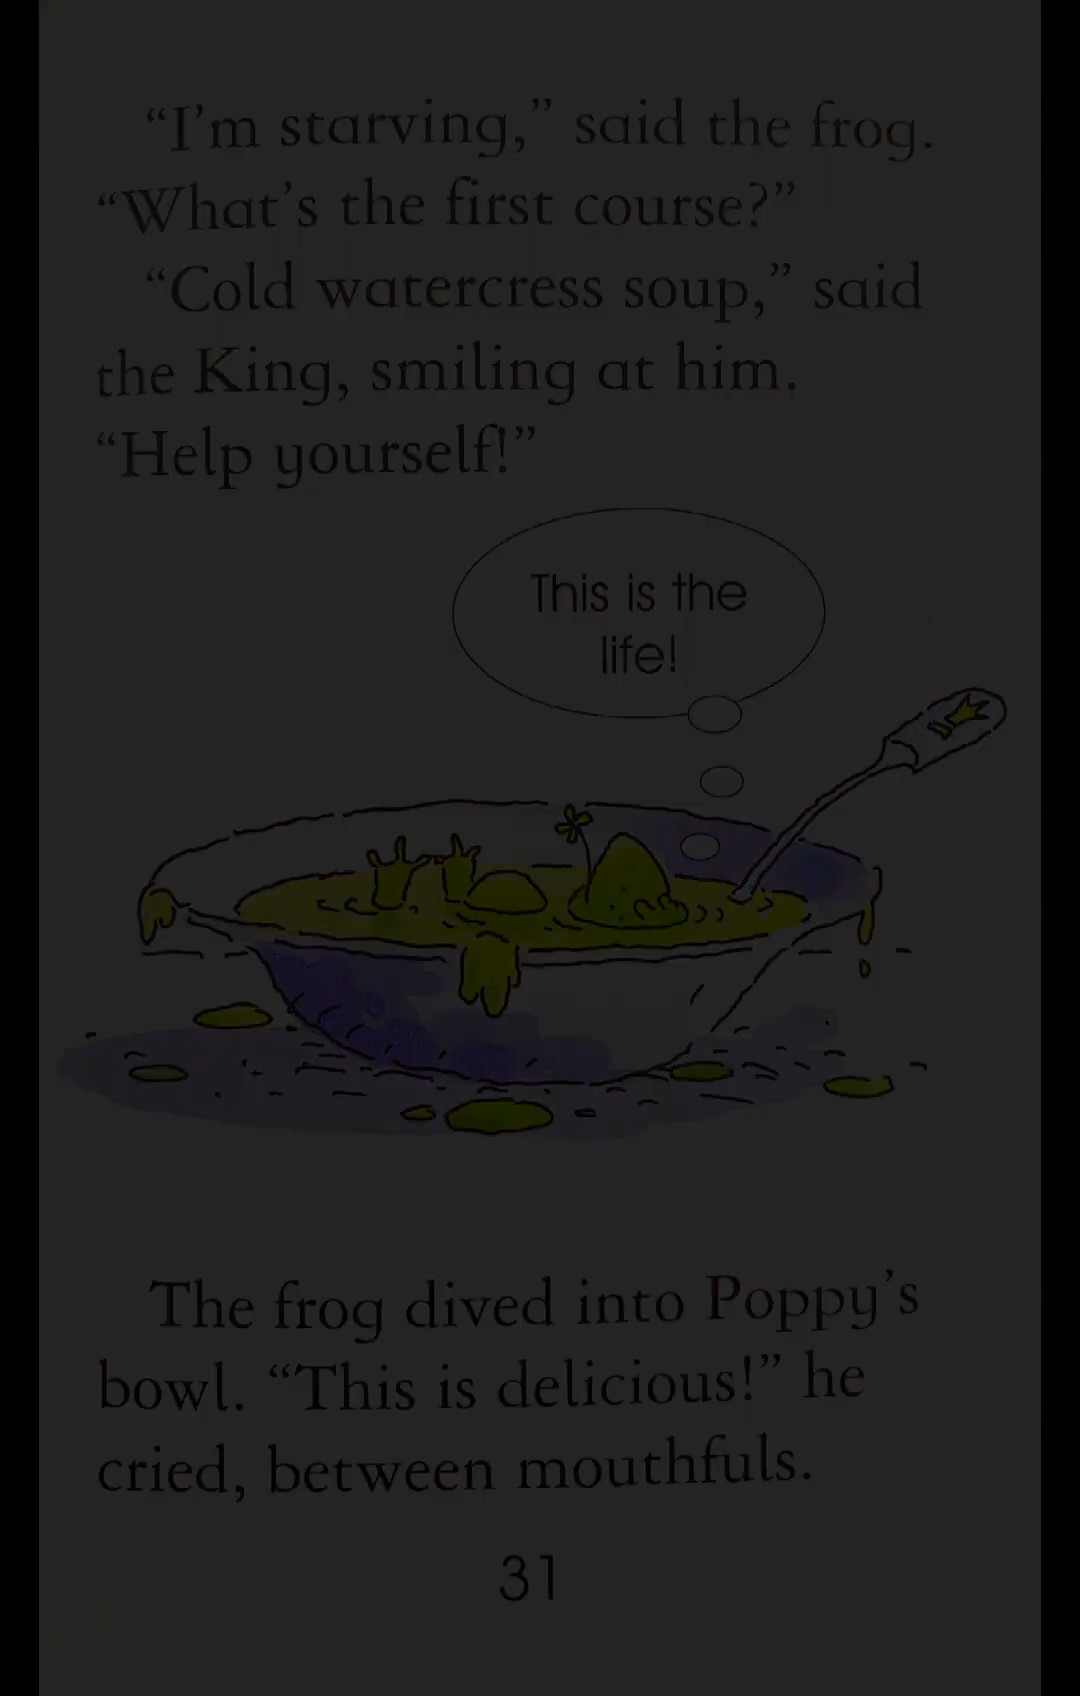 “I’m starving,” said the frog.
“What’s the first course?”
“Cold watercress soup,” said
the King, smiling at him.
“Help yourself!”
This is the
life!
The frog dived into Poppy’s
bowl. “This is delicious!” he
cried, between mouthfuls.
31